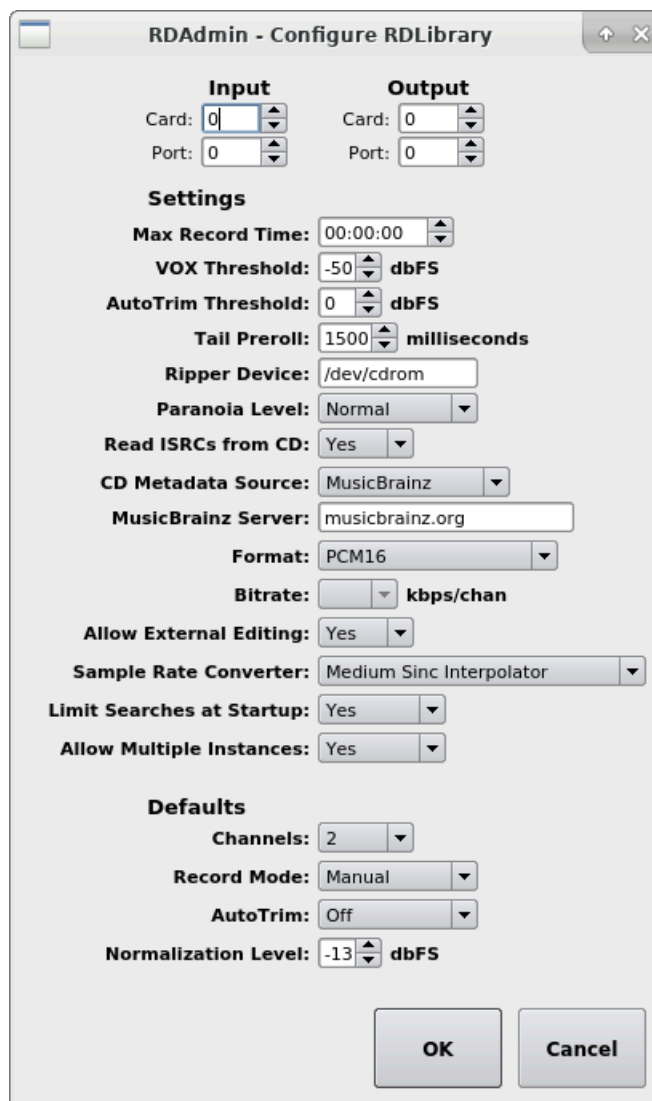 RDAdmin - Configure RDLibrary
Input Output
Card: 0 Card: 0
Port: 0 Port: 0
Settings
Max Record Time: 00:00:00
VOX Threshold: -50 dbFS
AutoTrim Threshold: 0 dbFS
Tail Preroll: 1500 milliseconds
Ripper Device: /dev/cdrom
Paranoia Level: Normal
Read ISRCs from CD: Yes
CD Metadata Source: MusicBrainz
MusicBrainz Server: musicbrainz.org
Format: PCM16
Bitrate: kbps/chan
Allow External Editing: Yes
Sample Rate Converter: Medium Sinc Interpolator
Limit Searches at Startup: Yes
Allow Multiple Instances: Yes
Defaults
Channels: 2
Record Mode: Manual
AutoTrim: Off
Normalization Level: -13 dbFS
OK Cancel